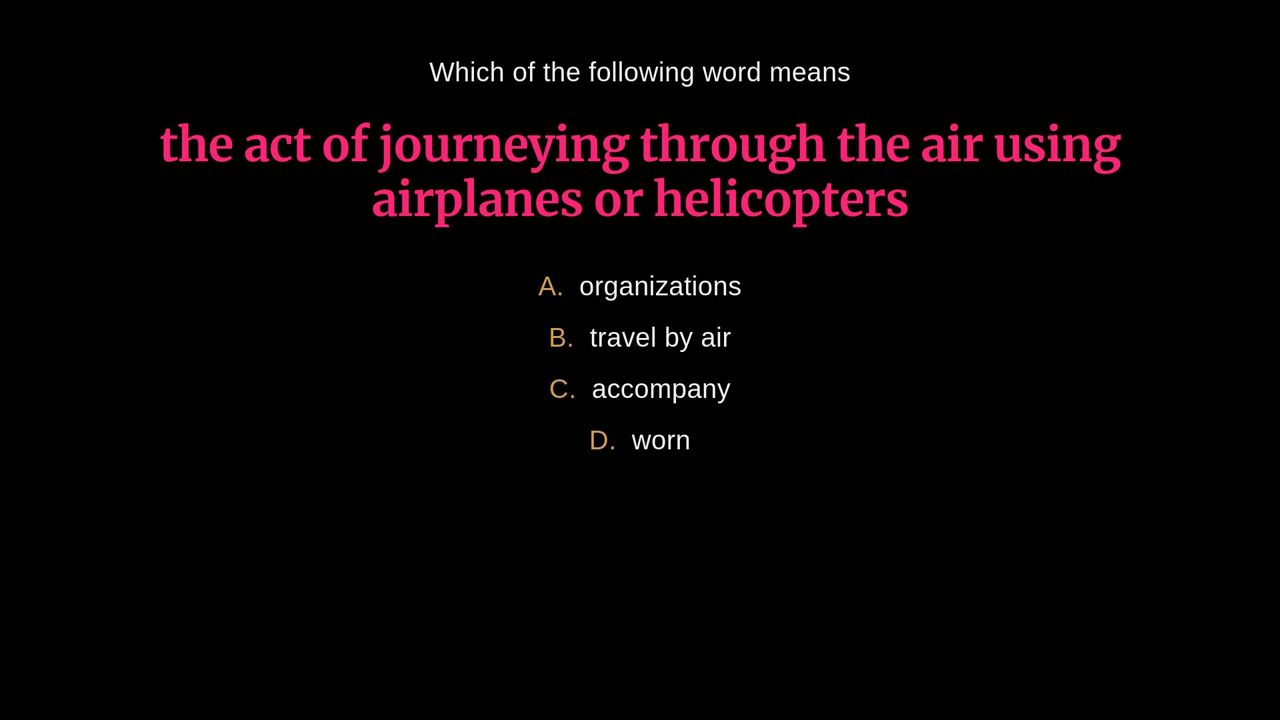 Which of the following word means
the act of journeying through the air using
airplanes or helicopters
A. organizations
B. travel by air
C. accompany
D. worn